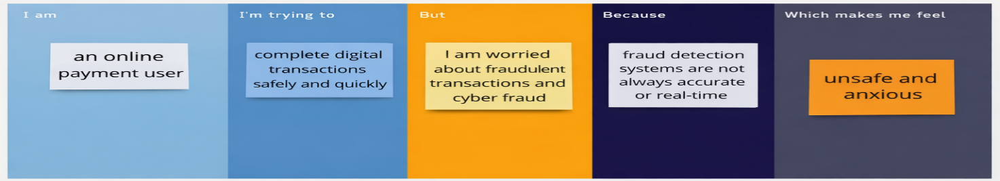 I am
an online
payment user
I'm trying to
complete digital
transactions
safely and quickly
But
I am worried
about fraudulent
transactions and
cyber fraud
Because
fraud detection
systems are not
always accurate
or real-time
Which makes me feel
unsafe and
anxious